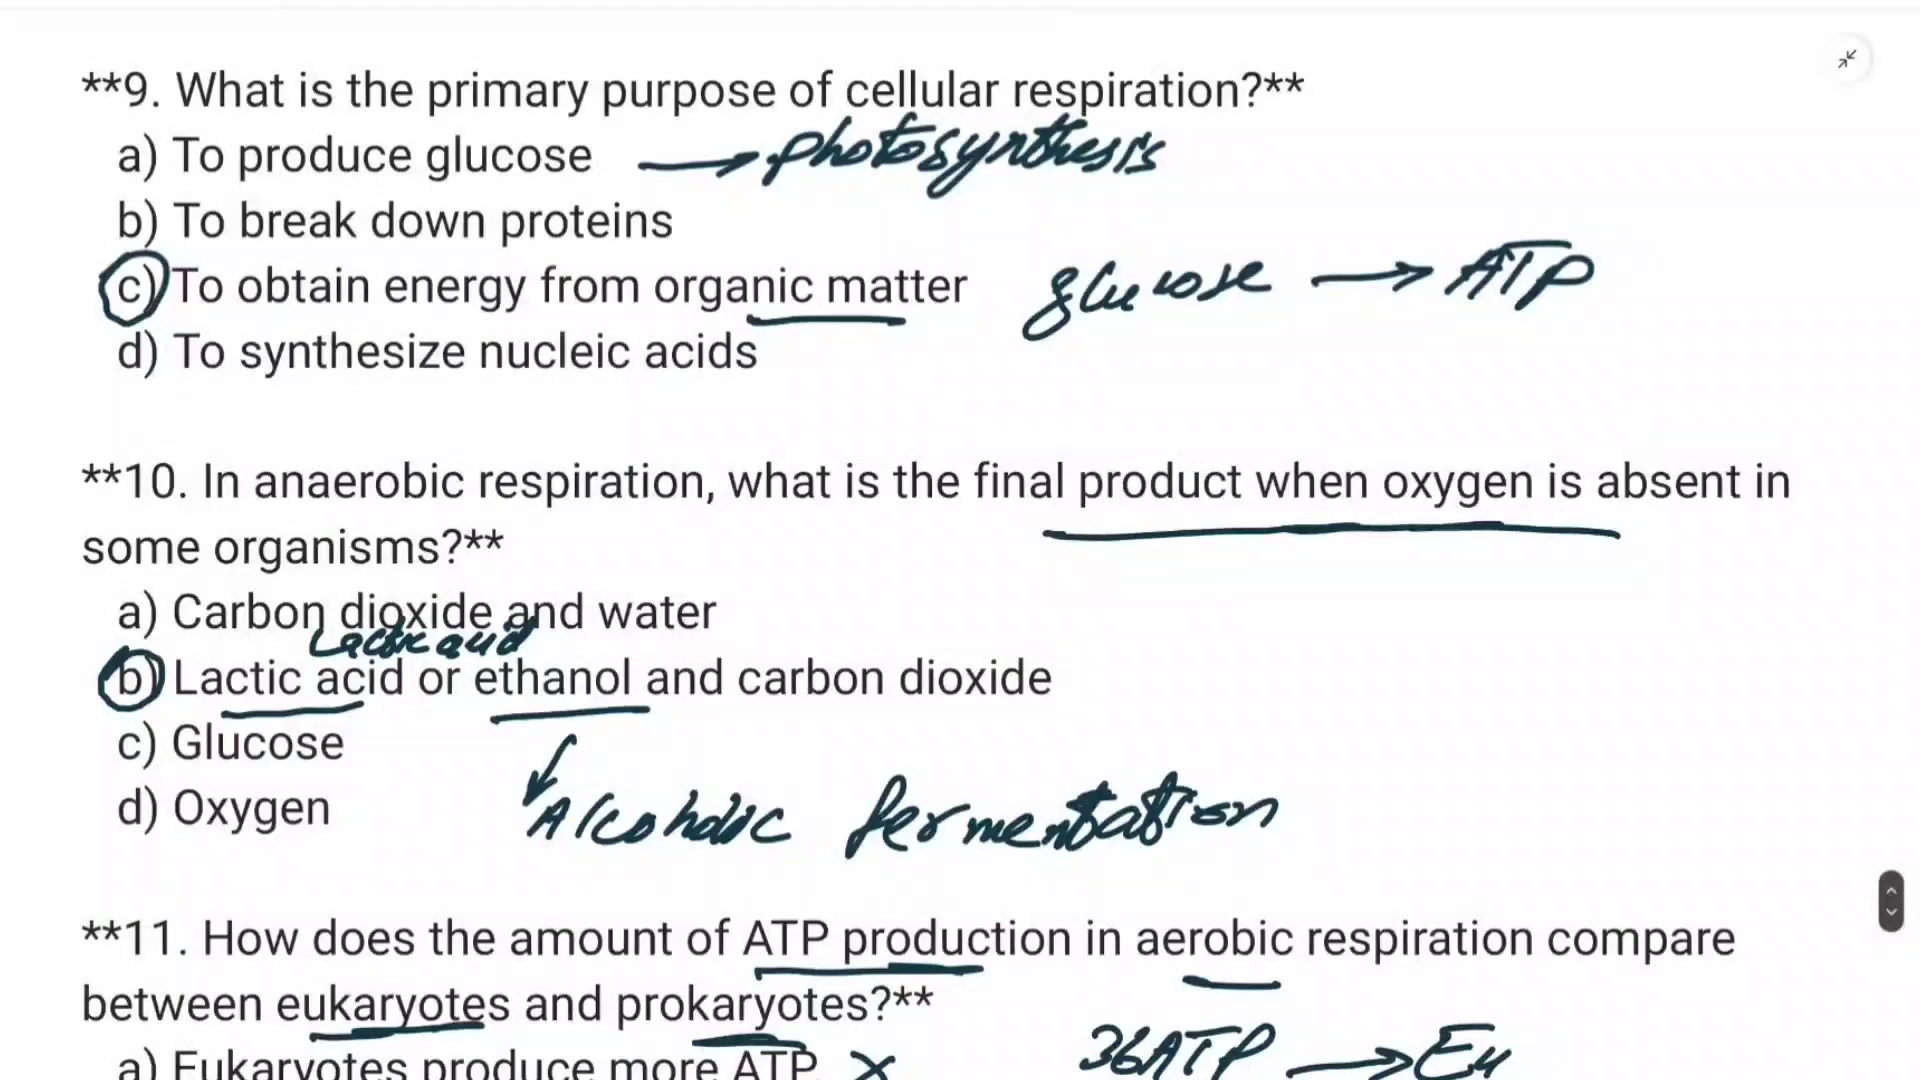 **9. What is the primary purpose of cellular respiration?**
a) To produce glucose → photosynthesis
b) To break down proteins
c) To obtain energy from organic matter glucose → ATP
d) To synthesize nucleic acids
**10. In anaerobic respiration, what is the final product when oxygen is absent in
some organisms?**
a) Carbon dioxide and water
Lactic acid
b) Lactic acid or ethanol and carbon dioxide
c) Glucose
d) Oxygen
Alcoholic fermentation
**11. How does the amount of ATP production in aerobic respiration compare
between eukaryotes and prokaryotes?**
a) Eukaryotes produce more ATP. x 36ATP → Eu